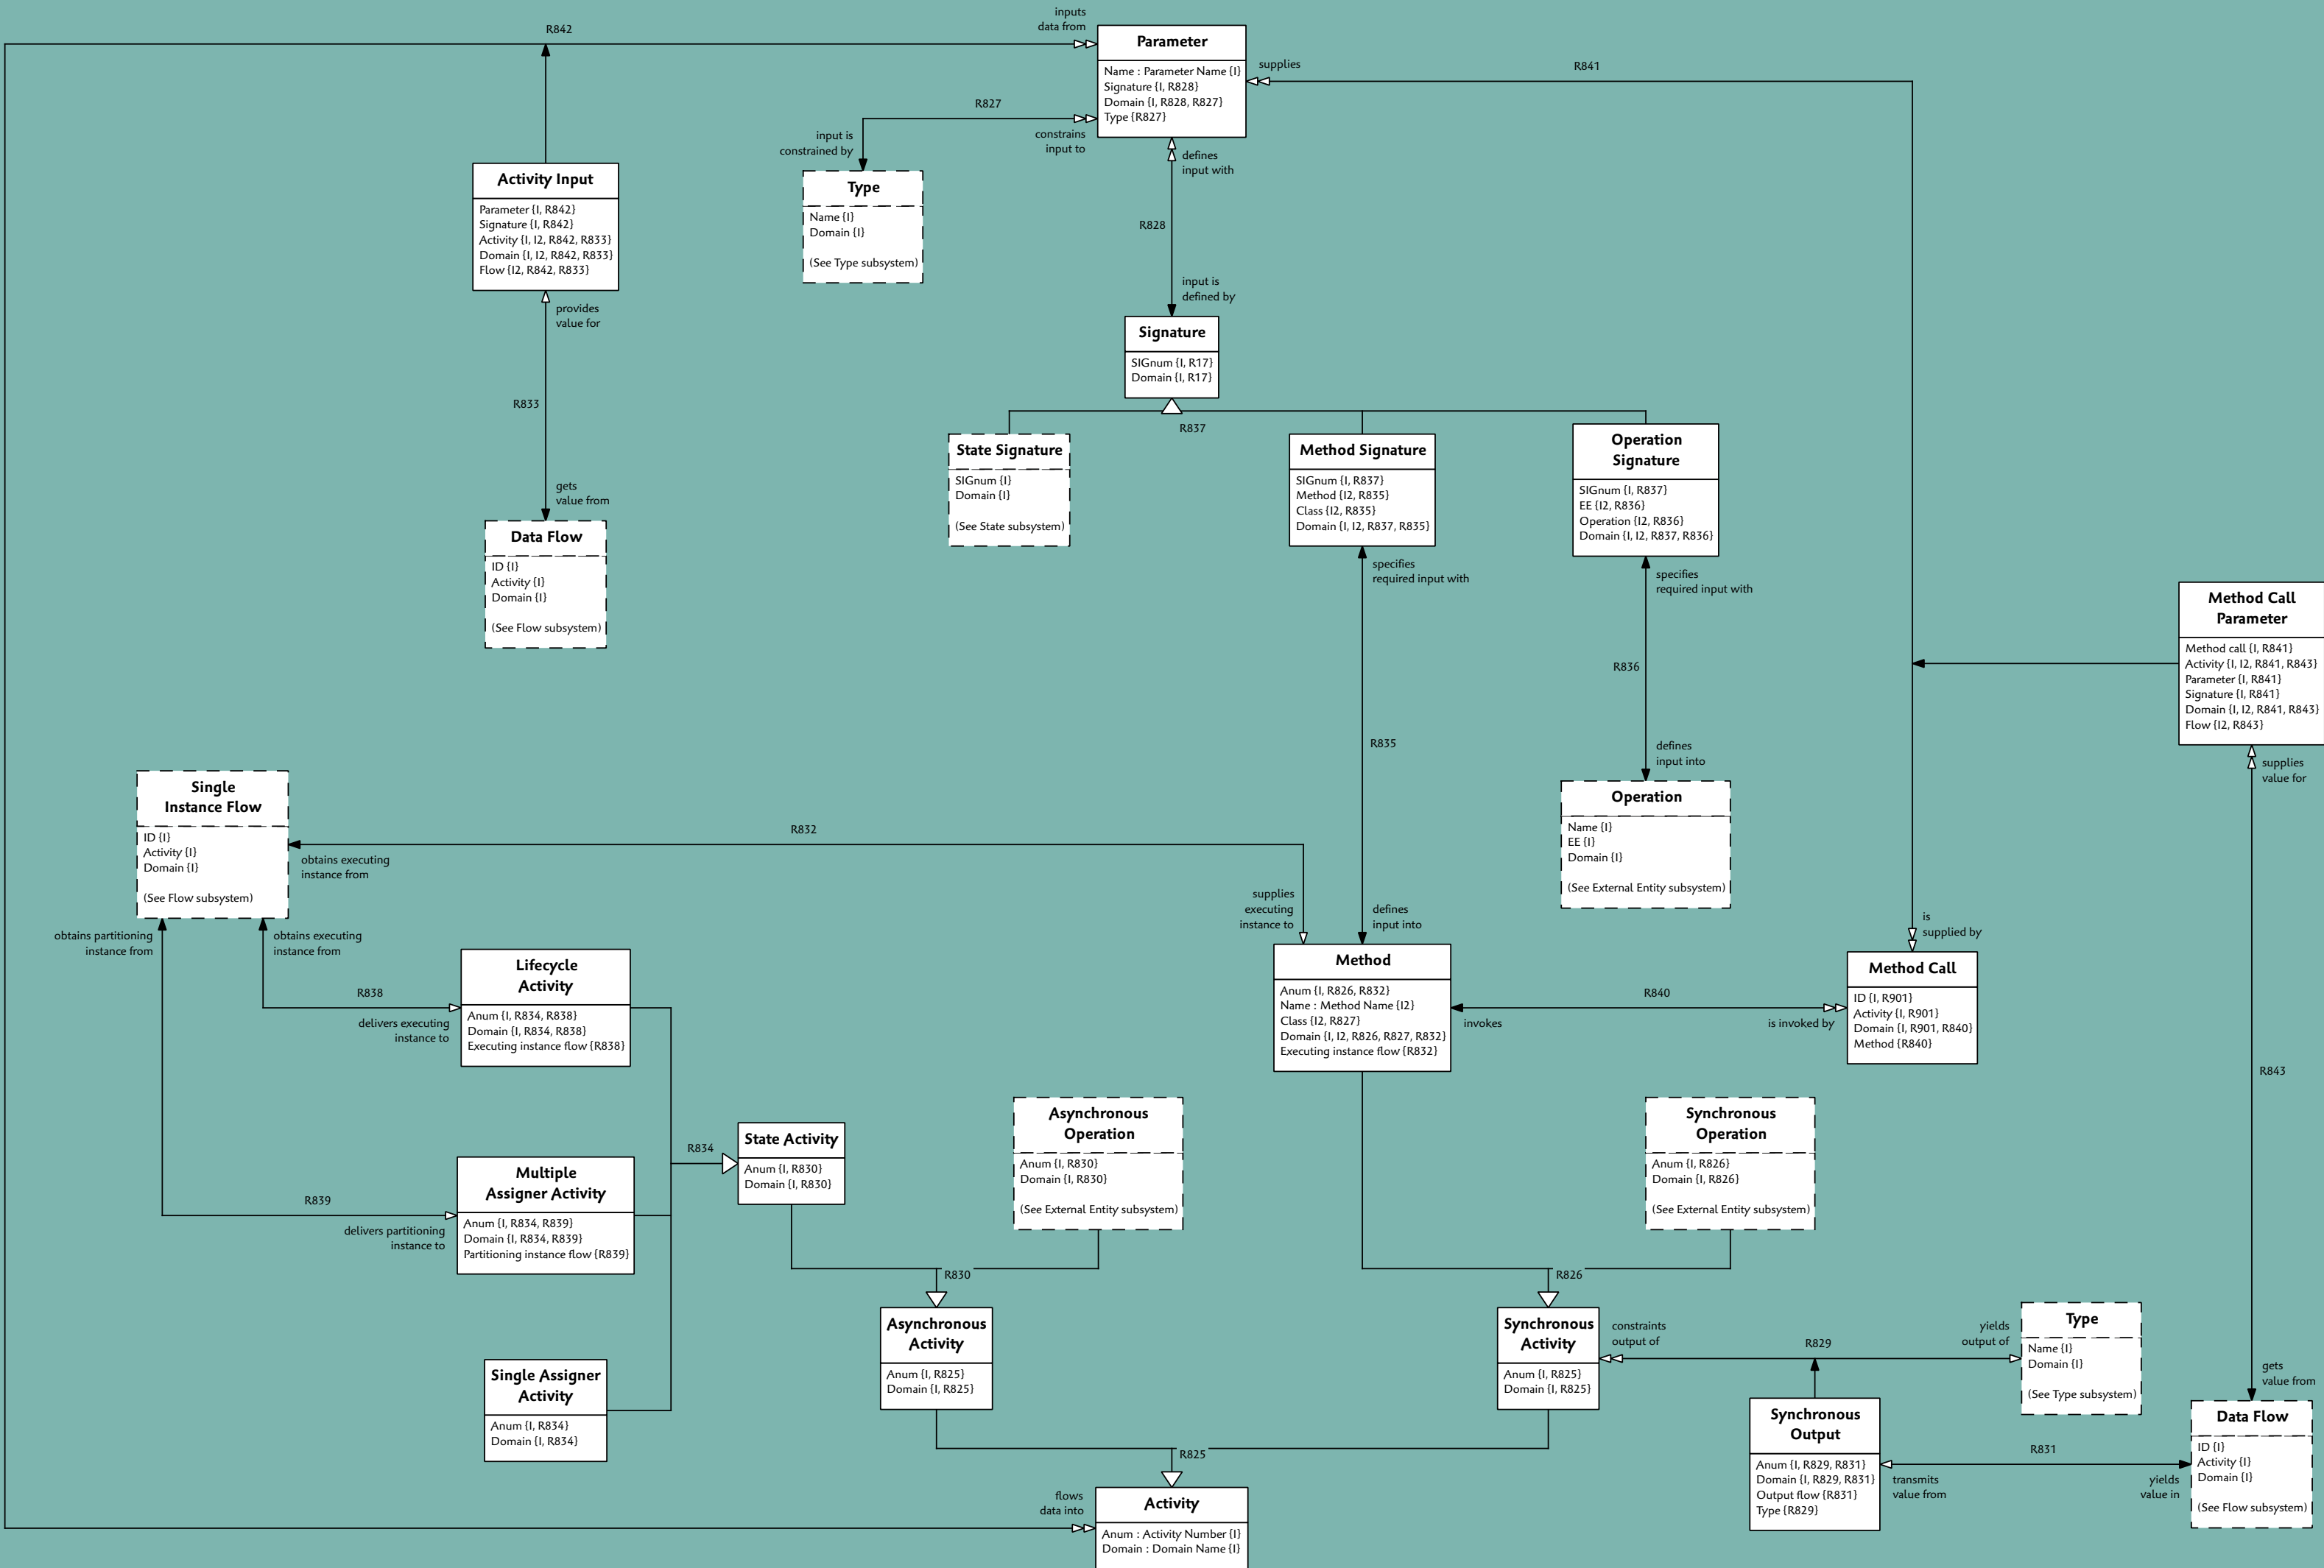 R842
inputs
data from
Parameter
Name : Parameter Name {I}
Signature {I, R828}
Domain {I, R828, R827}
Type {R827}
supplies
R841
R827
input is
constrained by
constrains
input to
defines
input with
Activity Input
Parameter {I, R842}
Signature {I, R842}
Activity {I, I2, R842, R833}
Domain {I, I2, R842, R833}
Flow {I2, R842, R833}
Type
Name {I}
Domain {I}
(See Type subsystem)
R828
input is
defined by
provides
value for
Signature
SIGnum {I, R17}
Domain {I, R17}
R833
R837
gets
value from
State Signature
SIGnum {I}
Domain {I}
(See State subsystem)
Method Signature
SIGnum {I, R837}
Method {I2, R835}
Class {I2, R835}
Domain {I, I2, R837, R835}
Operation
Signature
SIGnum {I, R837}
EE {I2, R836}
Operation {I2, R836}
Domain {I, I2, R837, R836}
Data Flow
ID {I}
Activity {I}
Domain {I}
(See Flow subsystem)
specifies
required input with
specifies
required input with
Method Call
Parameter
Method call {I, R841}
Activity {I, I2, R841, R843}
Parameter {I, R841}
Signature {I, R841}
Domain {I, I2, R841, R843}
Flow {I2, R843}
R836
R835
defines
input into
supplies
value for
Single
Instance Flow
ID {I}
Activity {I}
Domain {I}
(See Flow subsystem)
Operation
Name {I}
EE {I}
Domain {I}
(See External Entity subsystem)
R832
obtains executing
instance from
supplies
executing
instance to
defines
input into
is
supplied by
obtains partitioning
instance from
obtains executing
instance from
Lifecycle
Activity
Anum {I, R834, R838}
Domain {I, R834, R838}
Executing instance flow {R838}
R838
delivers executing
instance to
Method
Anum {I, R826, R832}
Name : Method Name {I2}
Class {I2, R827}
Domain {I, I2, R826, R827, R832}
Executing instance flow {R832}
R840
invokes
is invoked by
Method Call
ID {I, R901}
Activity {I, R901}
Domain {I, R901, R840}
Method {R840}
R843
Asynchronous
Operation
Anum {I, R830}
Domain {I, R830}
(See External Entity subsystem)
Synchronous
Operation
Anum {I, R826}
Domain {I, R826}
(See External Entity subsystem)
State Activity
Anum {I, R830}
Domain {I, R830}
R834
Multiple
Assigner Activity
Anum {I, R834, R839}
Domain {I, R834, R839}
Partitioning instance flow {R839}
R839
delivers partitioning
instance to
R830
R826
Asynchronous
Activity
Anum {I, R825}
Domain {I, R825}
Synchronous
Activity
Anum {I, R825}
Domain {I, R825}
constraints
output of
R829
yields
output of
Type
Name {I}
Domain {I}
(See Type subsystem)
gets
value from
Single Assigner
Activity
Anum {I, R834}
Domain {I, R834}
Synchronous
Output
Anum {I, R829, R831}
Domain {I, R829, R831}
Output flow {R831}
Type {R829}
R831
transmits
value from
yields
value in
Data Flow
ID {I}
Activity {I}
Domain {I}
(See Flow subsystem)
R825
flows
data into
Activity
Anum : Activity Number {I}
Domain : Domain Name {I}